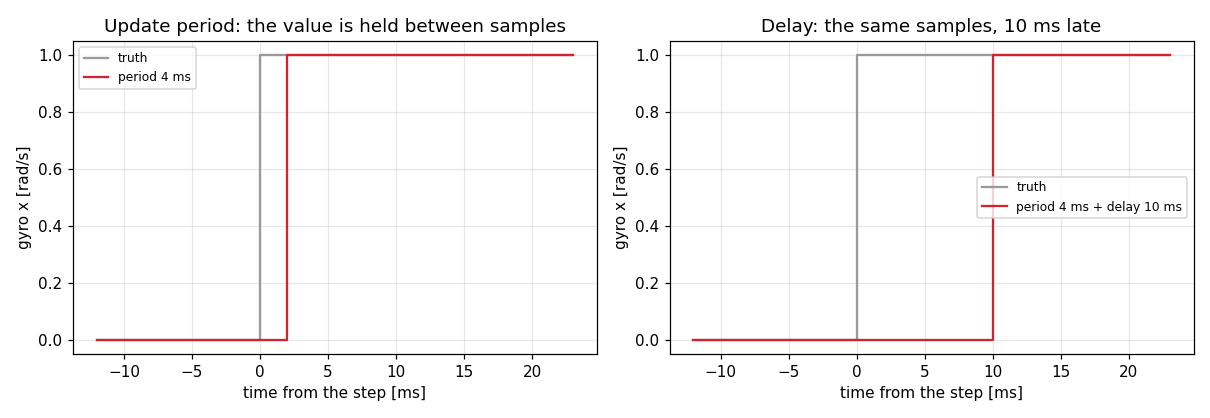 Update period: the value is held between samples
1.0
0.8
0.6
0.4
0.2
0.0
gyro x [rad/s]
truth
period 4 ms
−10 −5 0 5 10 15 20
time from the step [ms]
Delay: the same samples, 10 ms late
1.0
0.8
0.6
0.4
0.2
0.0
gyro x [rad/s]
truth
period 4 ms + delay 10 ms
−10 −5 0 5 10 15 20
time from the step [ms]